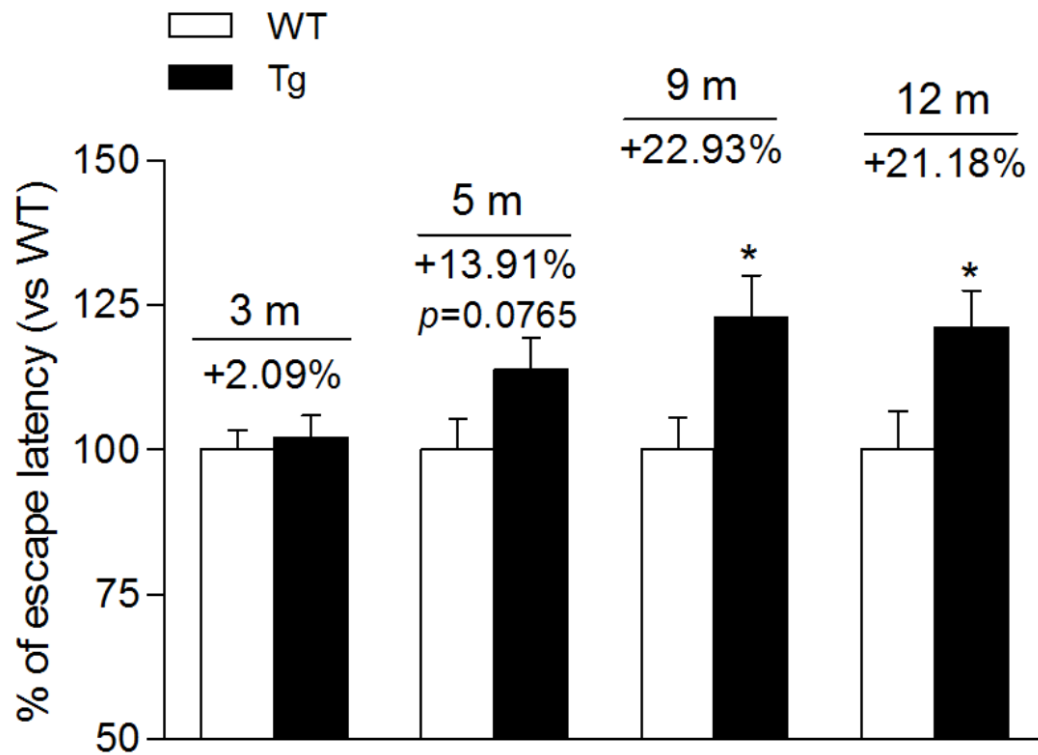 WT
Tg
% of escape latency (vs WT)
150
125
100
75
50
3 m
+2.09%
5 m
+13.91%
p=0.0765
9 m
+22.93%
*
12 m
+21.18%
*